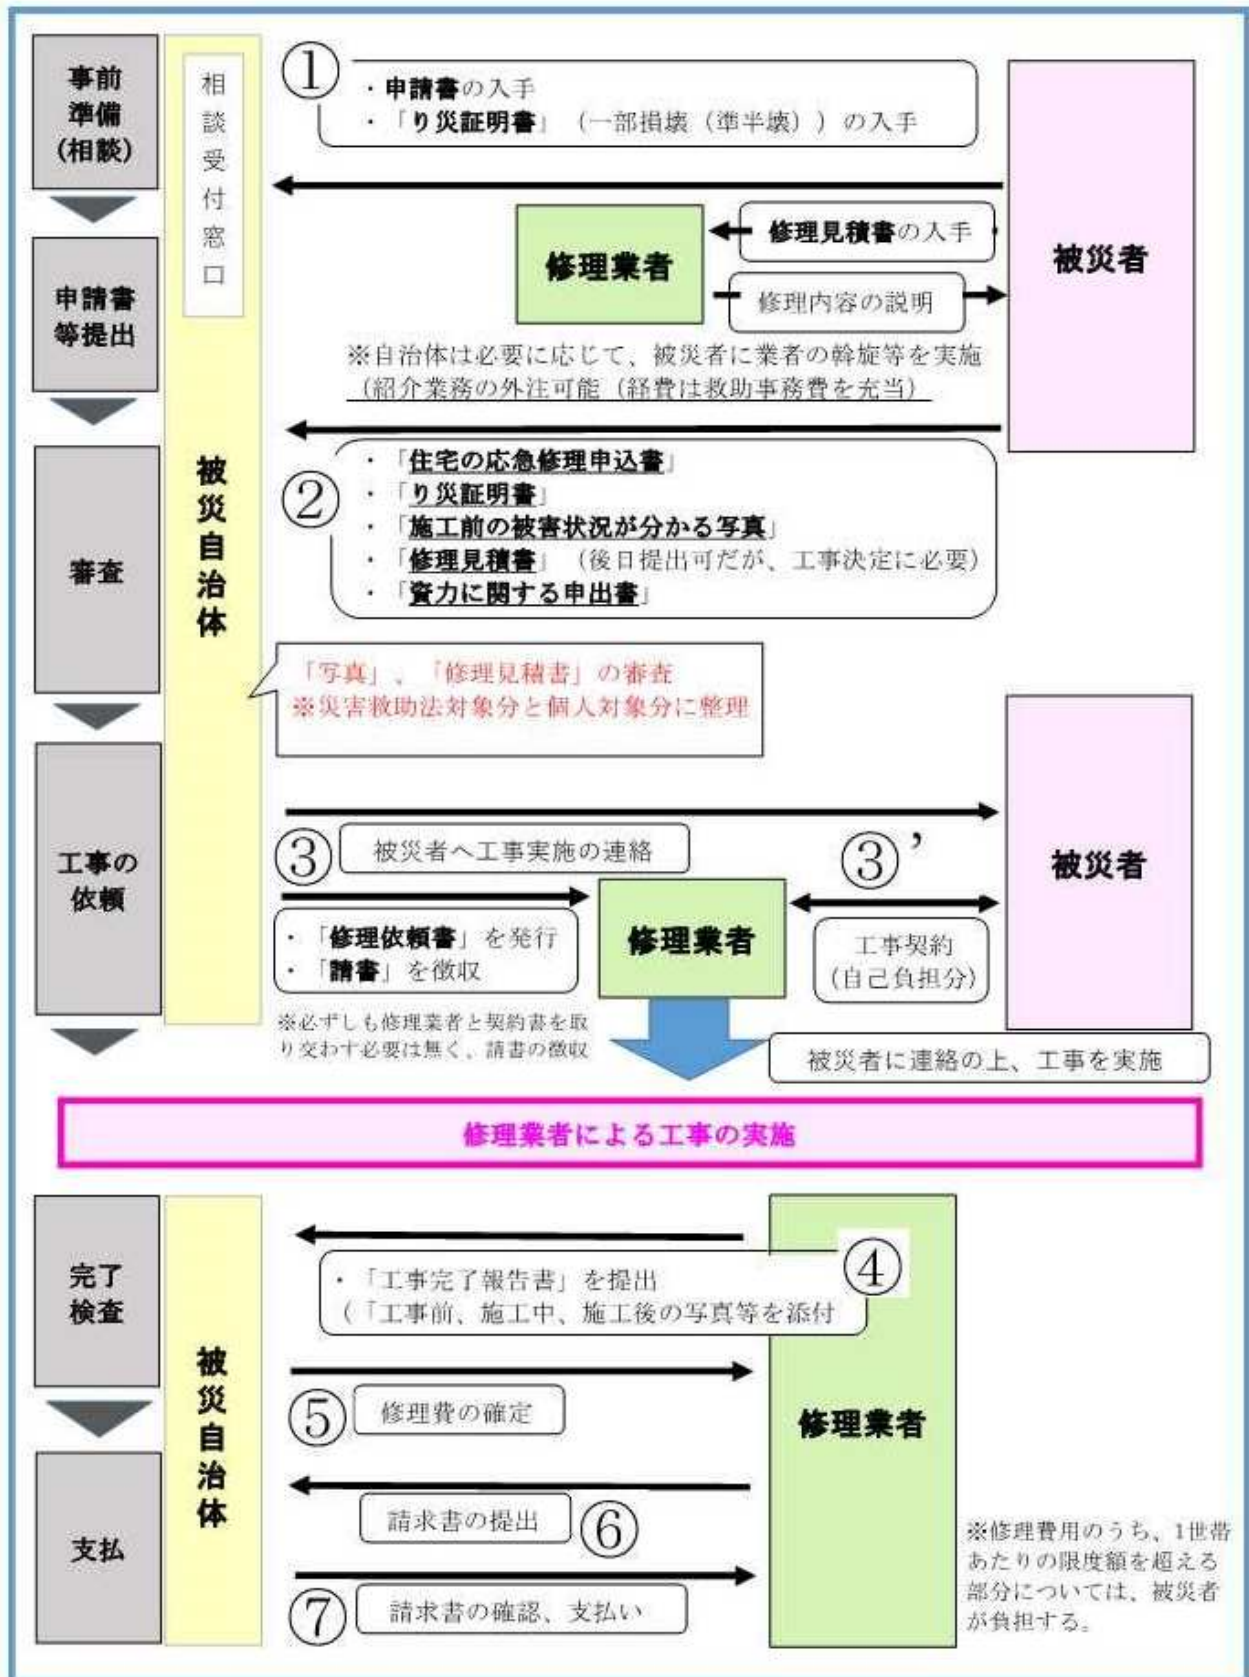 事前
準備
(相談)
相談受付窓口
①
・申請書の入手
・「り災証明書」（一部損壊（準半壊））の入手
修理業者
修理見積書の入手
修理内容の説明
被災者
申請書
等提出
※自治体は必要に応じて、被災者に業者の斡旋等を実施
（紹介業務の外注可能（経費は救助事務費を充当）
審査
被災自治体
②
・「住宅の応急修理申込書」
・「り災証明書」
・「施工前の被害状況が分かる写真」
・「修理見積書」（後日提出可だが、工事決定に必要）
・「資力に関する申出書」
「写真」、「修理見積書」の審査
※災害救助法対象分と個人対象分に整理
工事の
依頼
③
被災者へ工事実施の連絡
③’
被災者
・「修理依頼書」を発行
・「請書」を徴収
修理業者
工事契約
(自己負担分)
※必ずしも修理業者と契約書を取
り交わす必要は無く、請書の徴収
被災者に連絡の上、工事を実施
修理業者による工事の実施
完了
検査
被災自治体
④
・「工事完了報告書」を提出
（「工事前、施工中、施工後の写真等を添付
⑤
修理費の確定
修理業者
支払
請求書の提出
⑥
⑦
請求書の確認、支払い
※修理費用のうち、1世帯
あたりの限度額を超える
部分については、被災者
が負担する。